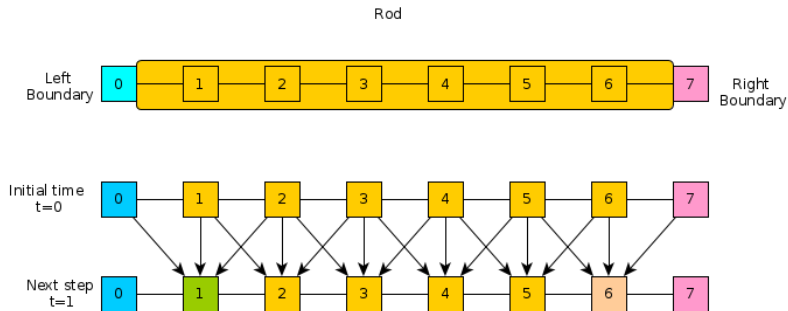 Rod
Left
Boundary
0 1 2 3 4 5 6 7
Right
Boundary
Initial time
t=0
0 1 2 3 4 5 6 7
Next step
t=1
0 1 2 3 4 5 6 7